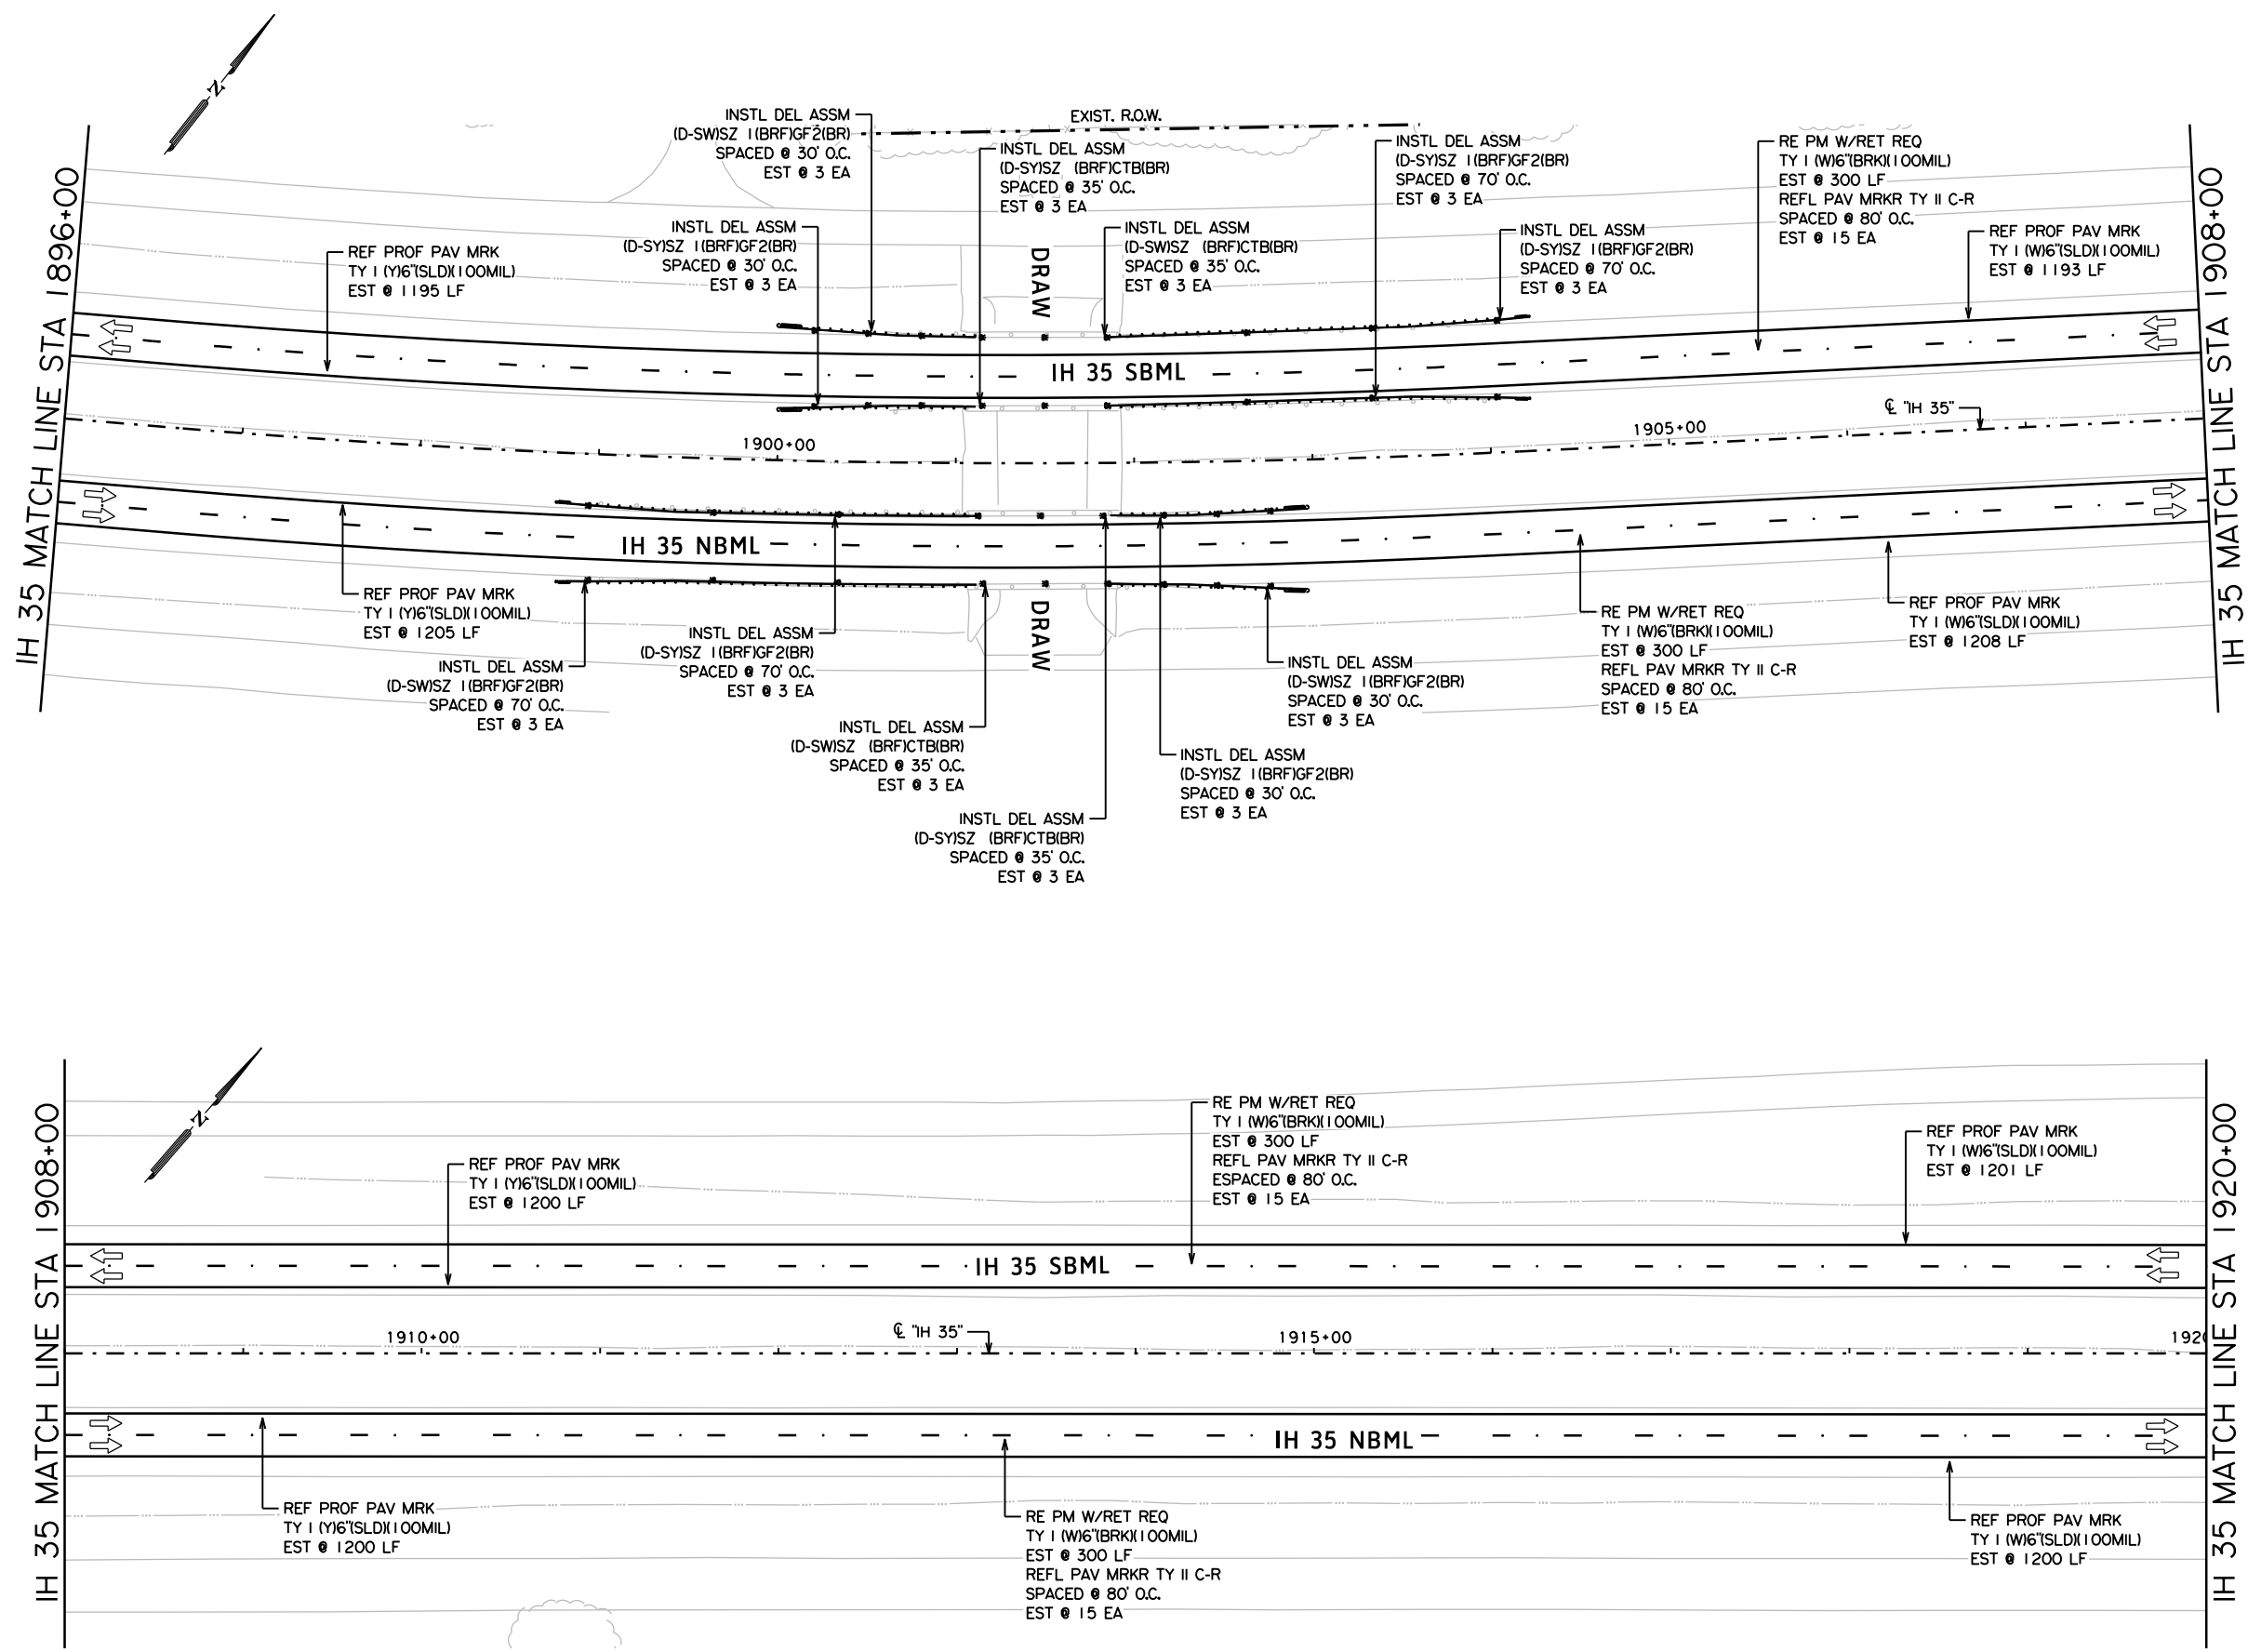 N
IH 35 MATCH LINE STA 1896+00
INSTL DEL ASSM
(D-SW)SZ 1(BRF)GF2(BR)
SPACED @ 30' O.C.
EST @ 3 EA
EXIST. R.O.W.
INSTL DEL ASSM
(D-SY)SZ (BRF)CTB(BR)
SPACED @ 35' O.C.
EST @ 3 EA
INSTL DEL ASSM
(D-SY)SZ 1(BRF)GF2(BR)
SPACED @ 70' O.C.
EST @ 3 EA
RE PM W/RET REQ
TY I (W)6"(BRK)(100MIL)
EST @ 300 LF
REFL PAV MRKR TY II C-R
SPACED @ 80' O.C.
EST @ 15 EA
IH 35 MATCH LINE STA 1908+00
REF PROF PAV MRK
TY I (Y)6"(SLD)(100MIL)
EST @ 1195 LF
INSTL DEL ASSM
(D-SY)SZ 1(BRF)GF2(BR)
SPACED @ 30' O.C.
EST @ 3 EA
DRAW
INSTL DEL ASSM
(D-SW)SZ (BRF)CTB(BR)
SPACED @ 35' O.C.
EST @ 3 EA
INSTL DEL ASSM
(D-SY)SZ 1(BRF)GF2(BR)
SPACED @ 70' O.C.
EST @ 3 EA
REF PROF PAV MRK
TY I (W)6"(SLD)(100MIL)
EST @ 1193 LF
IH 35 SBML
℄ "IH 35"
1900+00
1905+00
IH 35 NBML
REF PROF PAV MRK
TY I (Y)6"(SLD)(100MIL)
EST @ 1205 LF
INSTL DEL ASSM
(D-SW)SZ 1(BRF)GF2(BR)
SPACED @ 70' O.C.
EST @ 3 EA
INSTL DEL ASSM
(D-SY)SZ 1(BRF)GF2(BR)
SPACED @ 70' O.C.
EST @ 3 EA
DRAW
INSTL DEL ASSM
(D-SW)SZ (BRF)CTB(BR)
SPACED @ 35' O.C.
EST @ 3 EA
INSTL DEL ASSM
(D-SY)SZ (BRF)CTB(BR)
SPACED @ 35' O.C.
EST @ 3 EA
INSTL DEL ASSM
(D-SW)SZ 1(BRF)GF2(BR)
SPACED @ 30' O.C.
EST @ 3 EA
INSTL DEL ASSM
(D-SY)SZ 1(BRF)GF2(BR)
SPACED @ 30' O.C.
EST @ 3 EA
RE PM W/RET REQ
TY I (W)6"(BRK)(100MIL)
EST @ 300 LF
REFL PAV MRKR TY II C-R
SPACED @ 80' O.C.
EST @ 15 EA
REF PROF PAV MRK
TY I (W)6"(SLD)(100MIL)
EST @ 1208 LF
N
IH 35 MATCH LINE STA 1908+00
REF PROF PAV MRK
TY I (Y)6"(SLD)(100MIL)
EST @ 1200 LF
RE PM W/RET REQ
TY I (W)6"(BRK)(100MIL)
EST @ 300 LF
REFL PAV MRKR TY II C-R
ESPACED @ 80' O.C.
EST @ 15 EA
REF PROF PAV MRK
TY I (W)6"(SLD)(100MIL)
EST @ 1201 LF
IH 35 MATCH LINE STA 1920+00
IH 35 SBML
1910+00
℄ "IH 35"
1915+00
192
IH 35 NBML
REF PROF PAV MRK
TY I (Y)6"(SLD)(100MIL)
EST @ 1200 LF
RE PM W/RET REQ
TY I (W)6"(BRK)(100MIL)
EST @ 300 LF
REFL PAV MRKR TY II C-R
SPACED @ 80' O.C.
EST @ 15 EA
REF PROF PAV MRK
TY I (W)6"(SLD)(100MIL)
EST @ 1200 LF